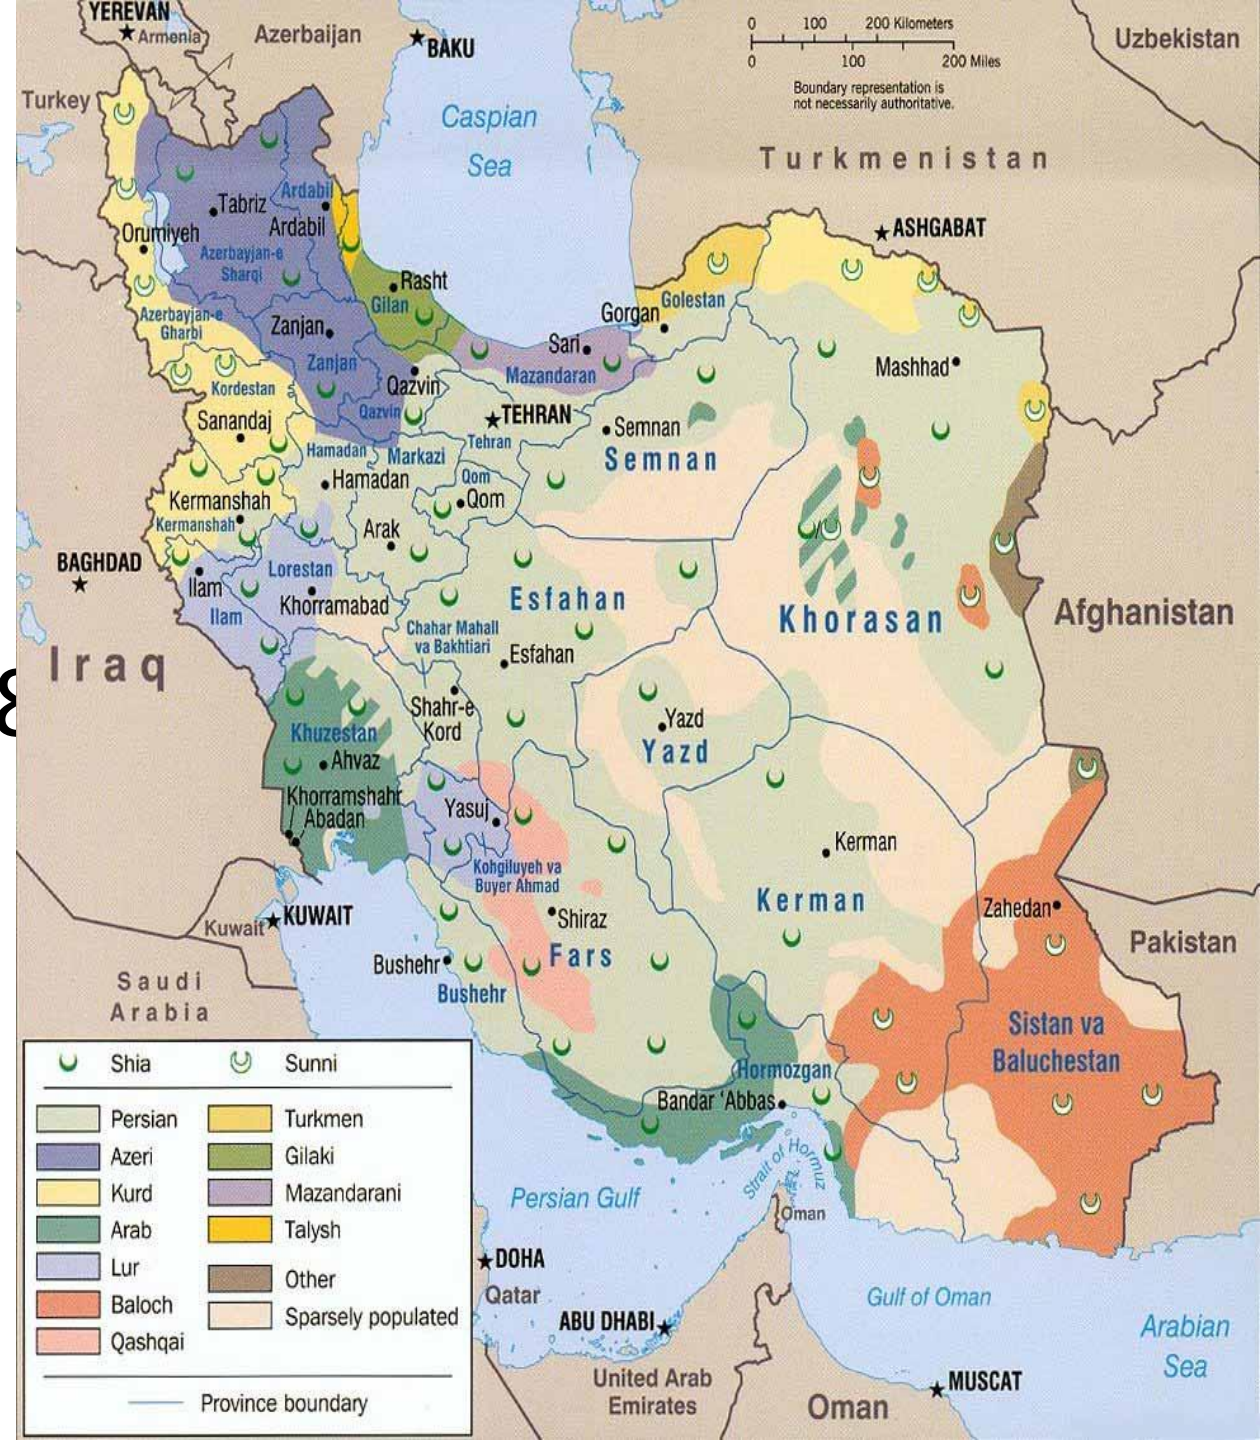 YEREVAN
Armenia
Azerbaijan
BAKU
0 100 200 Kilometers
0 100 200 Miles
Boundary representation is
not necessarily authoritative.
Uzbekistan
Turkey
Caspian
Sea
Turkmenistan
Tabriz
Ardabil
Ardabil
Orumiyeh
Azerbayjan-e
Sharqi
ASHGABAT
Rasht
Gilan
Golestan
Gorgan
Azerbayjan-e
Gharbi
Zanjan
Zanjan
Sari
Mazandaran
Mashhad
Kordestan
Qazvin
Qazvin
TEHRAN
Tehran
Sanandaj
Semnan
Semnan
Hamadan
Markazi
Hamadan
Qom
Qom
Kermanshah
Kermanshah
Arak
BAGHDAD
Ilam
Ilam
Lorestan
Khorramabad
Esfahan
Khorasan
Afghanistan
Chahar Mahall
va Bakhtiari
Esfahan
Iraq
8
Shahr-e
Kord
Khuzestan
Ahvaz
Yazd
Yazd
Khorramshahr
Abadan
Yasuj
Kerman
Kohgiluyeh va
Buyer Ahmad
Kerman
Zahedan
KUWAIT
Kuwait
Shiraz
Fars
Pakistan
Bushehr
Bushehr
Saudi
Arabia
Sistan va
Baluchestan
Hormozgan
Bandar 'Abbas
Strait of Hormuz
Persian Gulf
Oman
DOHA
Qatar
ABU DHABI
Gulf of Oman
Arabian
Sea
United Arab
Emirates
Oman
MUSCAT
Shia Sunni
Persian Turkmen
Azeri Gilaki
Kurd Mazandarani
Arab Talysh
Lur
Other
Baloch
Sparsely populated
Qashqai
Province boundary